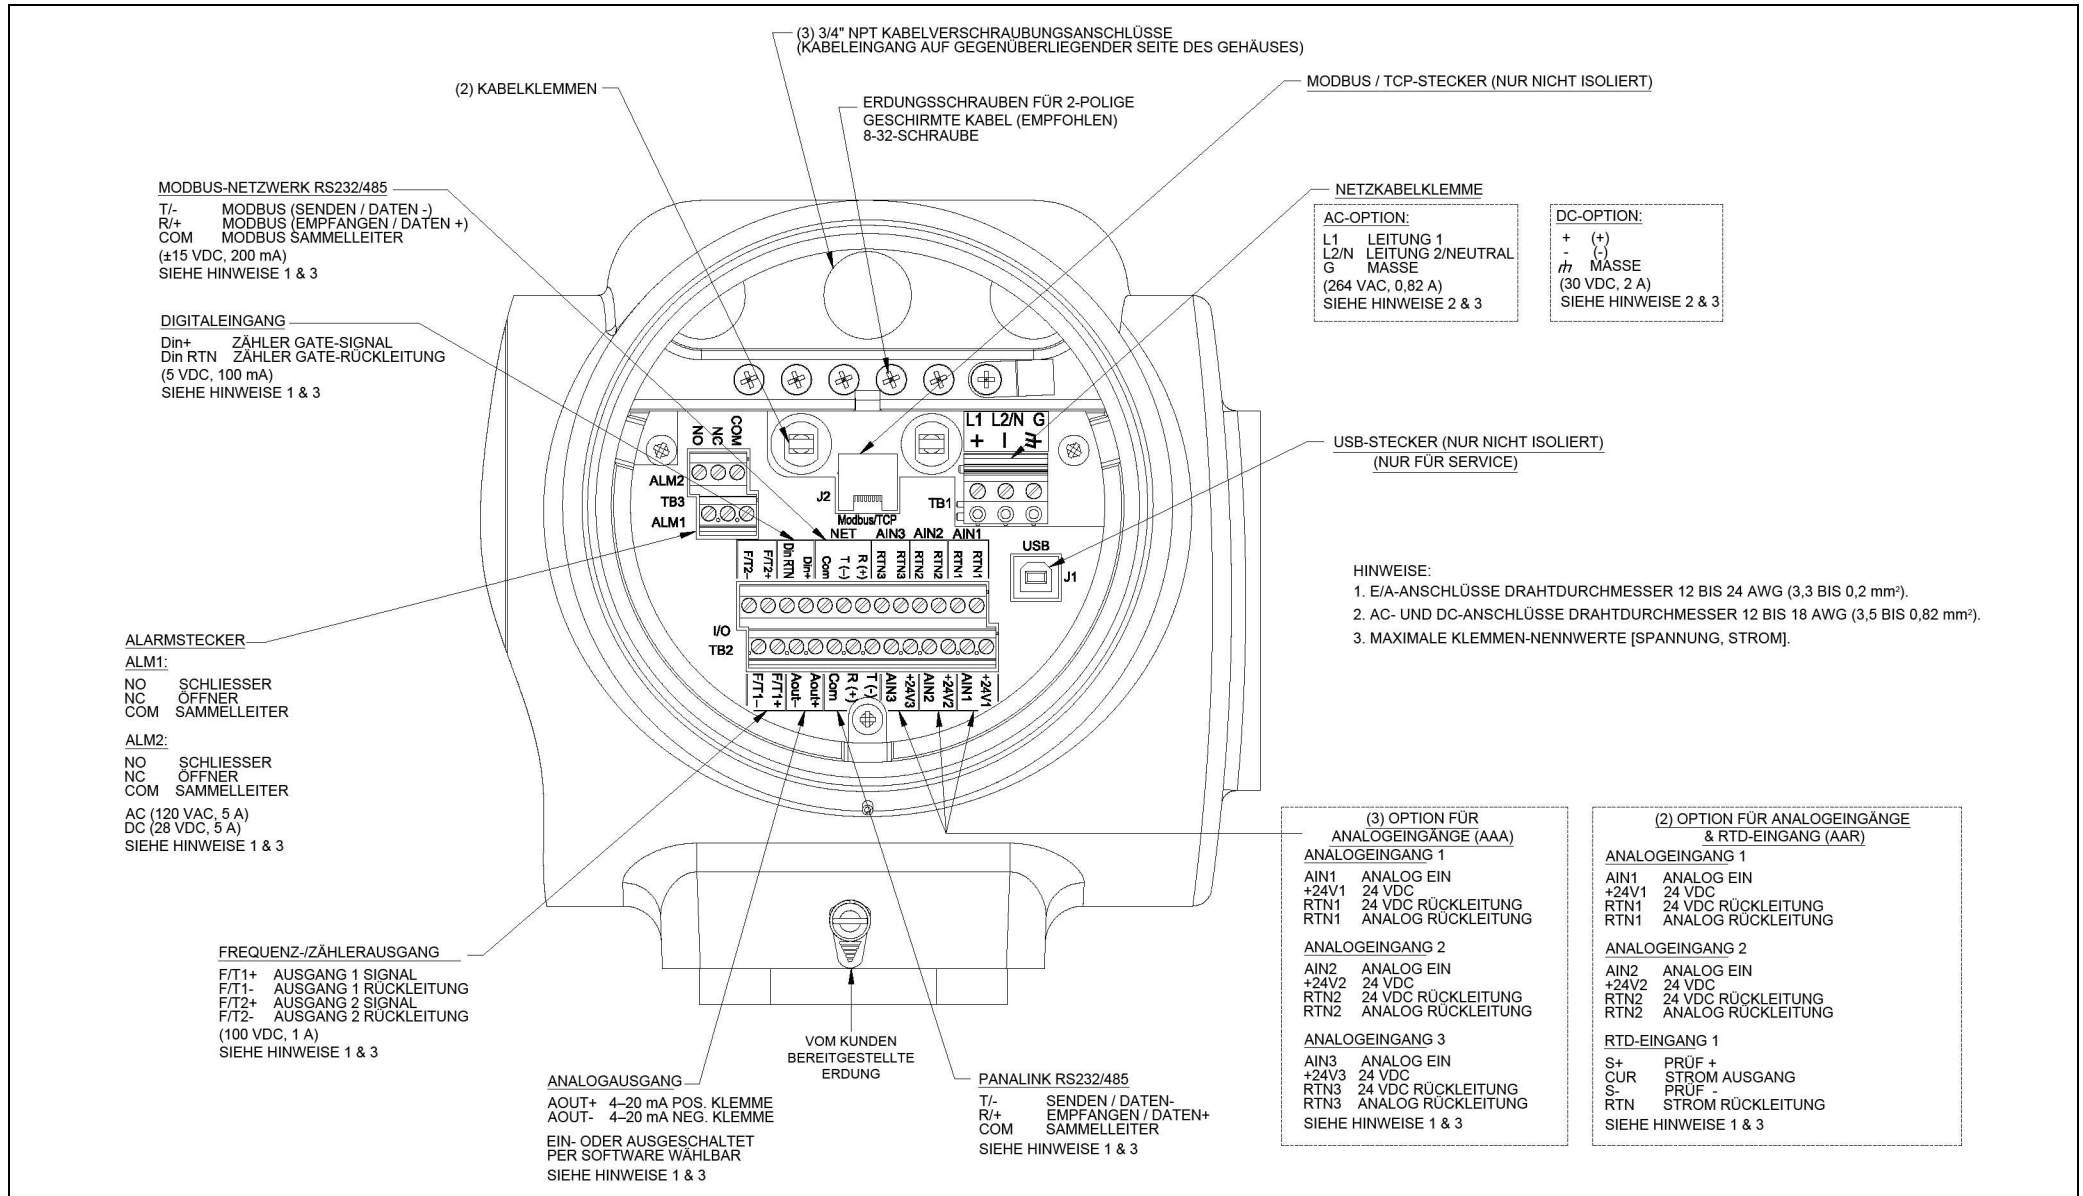 (3) 3/4" NPT KABELVERSCHRAUBUNGSANSCHLÜSSE
(KABELEINGANG AUF GEGENÜBERLIEGENDER SEITE DES GEHÄUSES)
(2) KABELKLEMMEN
ERDUNGSSCHRAUBEN FÜR 2-POLIGE
GESCHIRMTE KABEL (EMPFOHLEN)
8-32-SCHRAUBE
MODBUS / TCP-STECKER (NUR NICHT ISOLIERT)
MODBUS-NETZWERK RS232/485
T/- MODBUS (SENDEN / DATEN -)
R/+ MODBUS (EMPFANGEN / DATEN +)
COM MODBUS SAMMELLEITER
(±15 VDC, 200 mA)
SIEHE HINWEISE 1 & 3
NETZKABELKLEMME
AC-OPTION:
L1 LEITUNG 1
L2/N LEITUNG 2/NEUTRAL
G MASSE
(264 VAC, 0,82 A)
SIEHE HINWEISE 2 & 3
DC-OPTION:
+ (+)
- (-)
MASSE
(30 VDC, 2 A)
SIEHE HINWEISE 2 & 3
DIGITALEINGANG
Din+ ZÄHLER GATE-SIGNAL
Din RTN ZÄHLER GATE-RÜCKLEITUNG
(5 VDC, 100 mA)
SIEHE HINWEISE 1 & 3
USB-STECKER (NUR NICHT ISOLIERT)
(NUR FÜR SERVICE)
NO NC COM
ALM2
TB3
ALM1
L1 L2/N G
+ -
J2
TB1
Modbus/TCP
NET AIN3 AIN2 AIN1
F/T2- F/T2+ Din RTN Din+ Com T (-) R (+) RTN3 RTN3 RTN2 RTN2 RTN1 RTN1
USB
J1
I/O
TB2
F/T1- F/T1+ Aout- Aout+ Com R (+) T (-) AIN3 +24V3 AIN2 +24V2 AIN1 +24V1
HINWEISE:
1. E/A-ANSCHLÜSSE DRAHTDURCHMESSER 12 BIS 24 AWG (3,3 BIS 0,2 mm²).
2. AC- UND DC-ANSCHLÜSSE DRAHTDURCHMESSER 12 BIS 18 AWG (3,5 BIS 0,82 mm²).
3. MAXIMALE KLEMMEN-NENNWERTE [SPANNUNG, STROM].
ALARMSTECKER
ALM1:
NO SCHLIESSER
NC ÖFFNER
COM SAMMELLEITER
ALM2:
NO SCHLIESSER
NC ÖFFNER
COM SAMMELLEITER
AC (120 VAC, 5 A)
DC (28 VDC, 5 A)
SIEHE HINWEISE 1 & 3
FREQUENZ-/ZÄHLERAUSGANG
F/T1+ AUSGANG 1 SIGNAL
F/T1- AUSGANG 1 RÜCKLEITUNG
F/T2+ AUSGANG 2 SIGNAL
F/T2- AUSGANG 2 RÜCKLEITUNG
(100 VDC, 1 A)
SIEHE HINWEISE 1 & 3
ANALOGAUSGANG
AOUT+ 4–20 mA POS. KLEMME
AOUT- 4–20 mA NEG. KLEMME
EIN- ODER AUSGESCHALTET
PER SOFTWARE WÄHLBAR
SIEHE HINWEISE 1 & 3
VOM KUNDEN
BEREITGESTELLTE
ERDUNG
PANALINK RS232/485
T/- SENDEN / DATEN-
R/+ EMPFANGEN / DATEN+
COM SAMMELLEITER
SIEHE HINWEISE 1 & 3
(3) OPTION FÜR
ANALOGEINGÄNGE (AAA)
ANALOGEINGANG 1
AIN1 ANALOG EIN
+24V1 24 VDC
RTN1 24 VDC RÜCKLEITUNG
RTN1 ANALOG RÜCKLEITUNG
ANALOGEINGANG 2
AIN2 ANALOG EIN
+24V2 24 VDC
RTN2 24 VDC RÜCKLEITUNG
RTN2 ANALOG RÜCKLEITUNG
ANALOGEINGANG 3
AIN3 ANALOG EIN
+24V3 24 VDC
RTN3 24 VDC RÜCKLEITUNG
RTN3 ANALOG RÜCKLEITUNG
SIEHE HINWEISE 1 & 3
(2) OPTION FÜR ANALOGEINGÄNGE
& RTD-EINGANG (AAR)
ANALOGEINGANG 1
AIN1 ANALOG EIN
+24V1 24 VDC
RTN1 24 VDC RÜCKLEITUNG
RTN1 ANALOG RÜCKLEITUNG
ANALOGEINGANG 2
AIN2 ANALOG EIN
+24V2 24 VDC
RTN2 24 VDC RÜCKLEITUNG
RTN2 ANALOG RÜCKLEITUNG
RTD-EINGANG 1
S+ PRÜF +
CUR STROM AUSGANG
S- PRÜF -
RTN STROM RÜCKLEITUNG
SIEHE HINWEISE 1 & 3